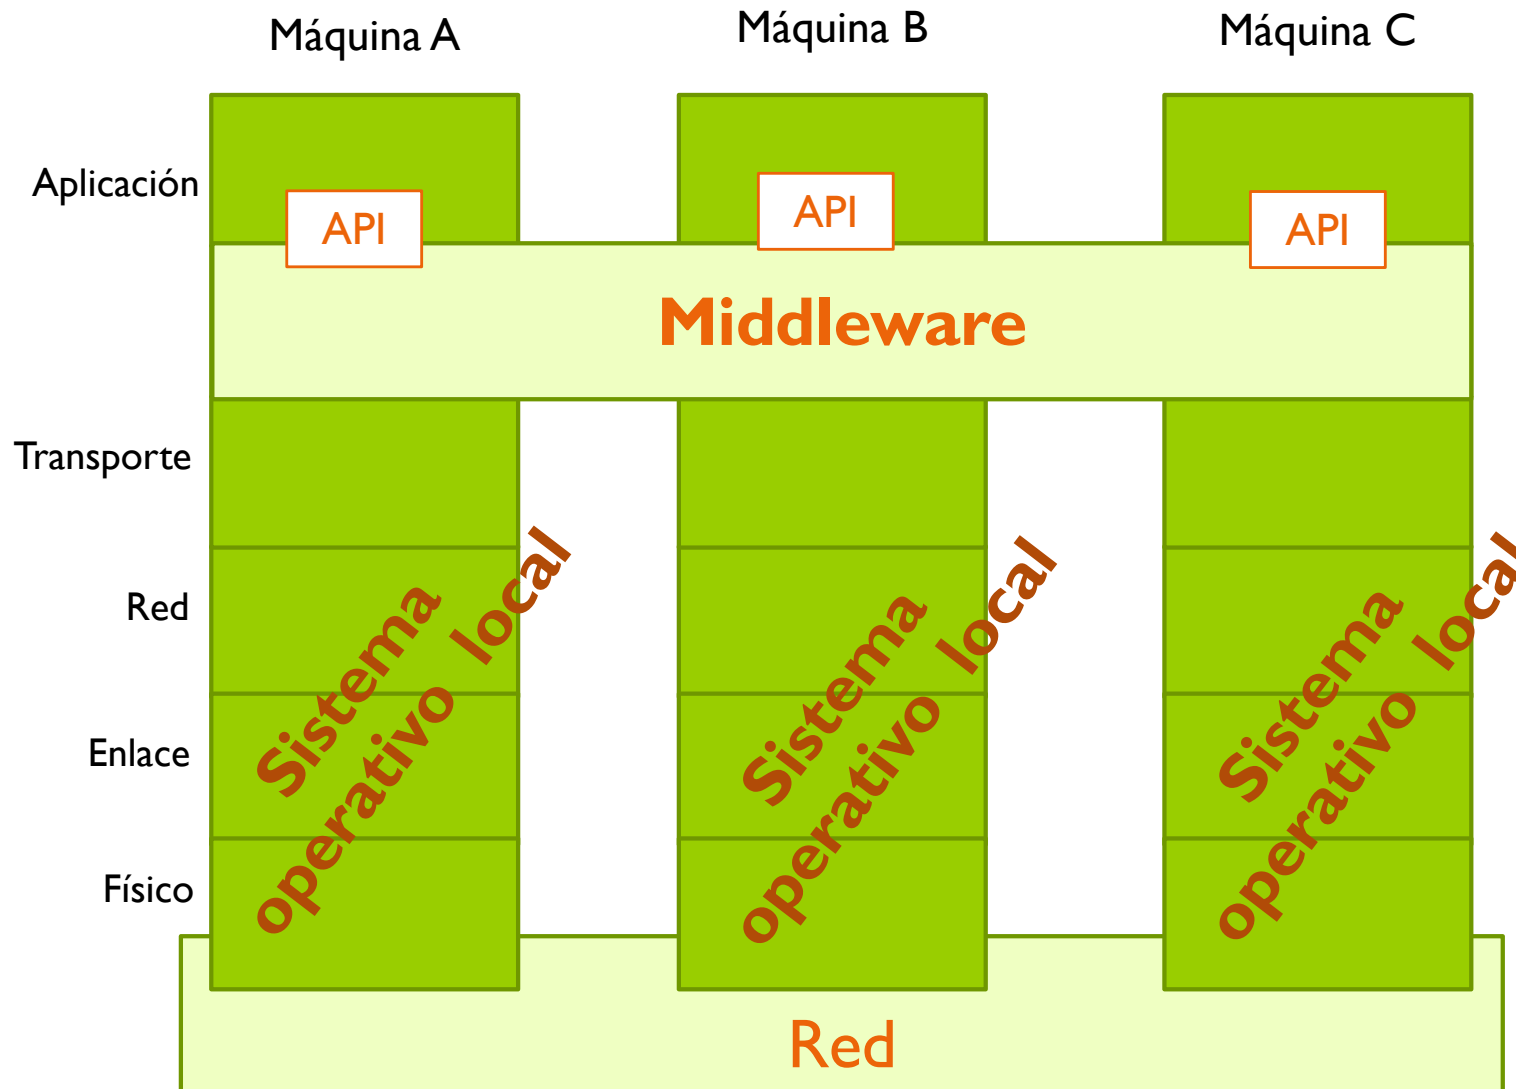 Máquina A
Máquina B
Máquina C
Aplicación
API
API
API
Middleware
Transporte
Red
Enlace
Físico
Sistema
operativo local
Sistema
operativo local
Sistema
operativo local
Red